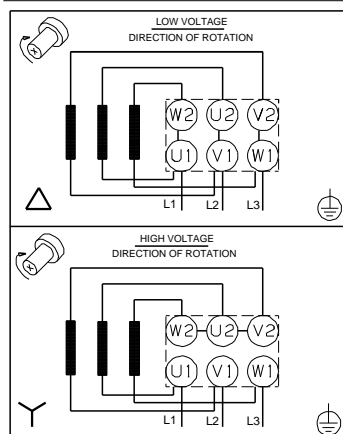 LOW VOLTAGE
DIRECTION OF ROTATION
W2 U2 V2
U1 V1 W1
L1 L2 L3
HIGH VOLTAGE
DIRECTION OF ROTATION
W2 U2 V2
U1 V1 W1
L1 L2 L3